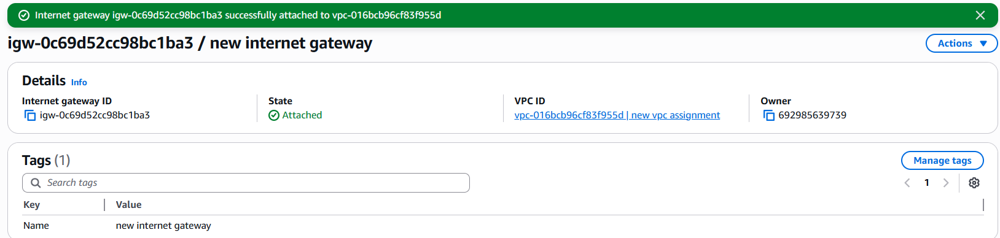 Internet gateway igw-0c69d52cc98bc1ba3 successfully attached to vpc-016bcb96cf83f955d
igw-0c69d52cc98bc1ba3 / new internet gateway
Actions
Details Info
Internet gateway ID
igw-0c69d52cc98bc1ba3
State
Attached
VPC ID
vpc-016bcb96cf83f955d | new vpc assignment
Owner
692985639739
Tags (1)
Manage tags
Search tags
1
Key Value
Name new internet gateway